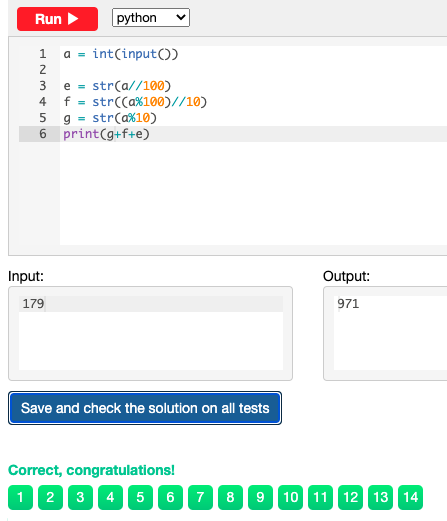 Run ▶ python
1 a = int(input())
2
3 e = str(a//100)
4 f = str((a%100)//10)
5 g = str(a%10)
6 print(g+f+e)
Input: Output:
179 971
Save and check the solution on all tests
Correct, congratulations!
1 2 3 4 5 6 7 8 9 10 11 12 13 14